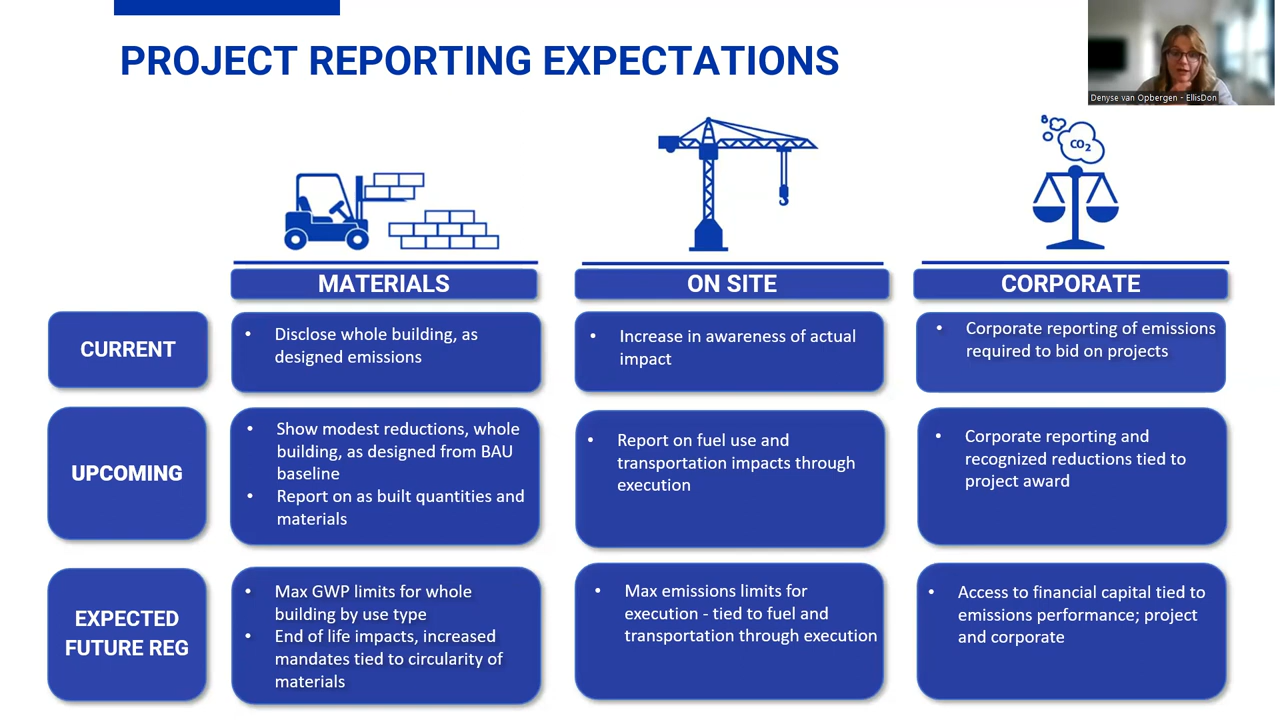 PROJECT REPORTING EXPECTATIONS
Denyse van Opbergen - EllisDon
CO2
MATERIALS
ON SITE
CORPORATE
CURRENT
• Disclose whole building, as
designed emissions
• Increase in awareness of actual
impact
• Corporate reporting of emissions
required to bid on projects
UPCOMING
• Show modest reductions, whole
building, as designed from BAU
baseline
• Report on as built quantities and
materials
• Report on fuel use and
transportation impacts through
execution
• Corporate reporting and
recognized reductions tied to
project award
EXPECTED
FUTURE REG
• Max GWP limits for whole
building by use type
• End of life impacts, increased
mandates tied to circularity of
materials
• Max emissions limits for
execution - tied to fuel and
transportation through execution
• Access to financial capital tied to
emissions performance; project
and corporate